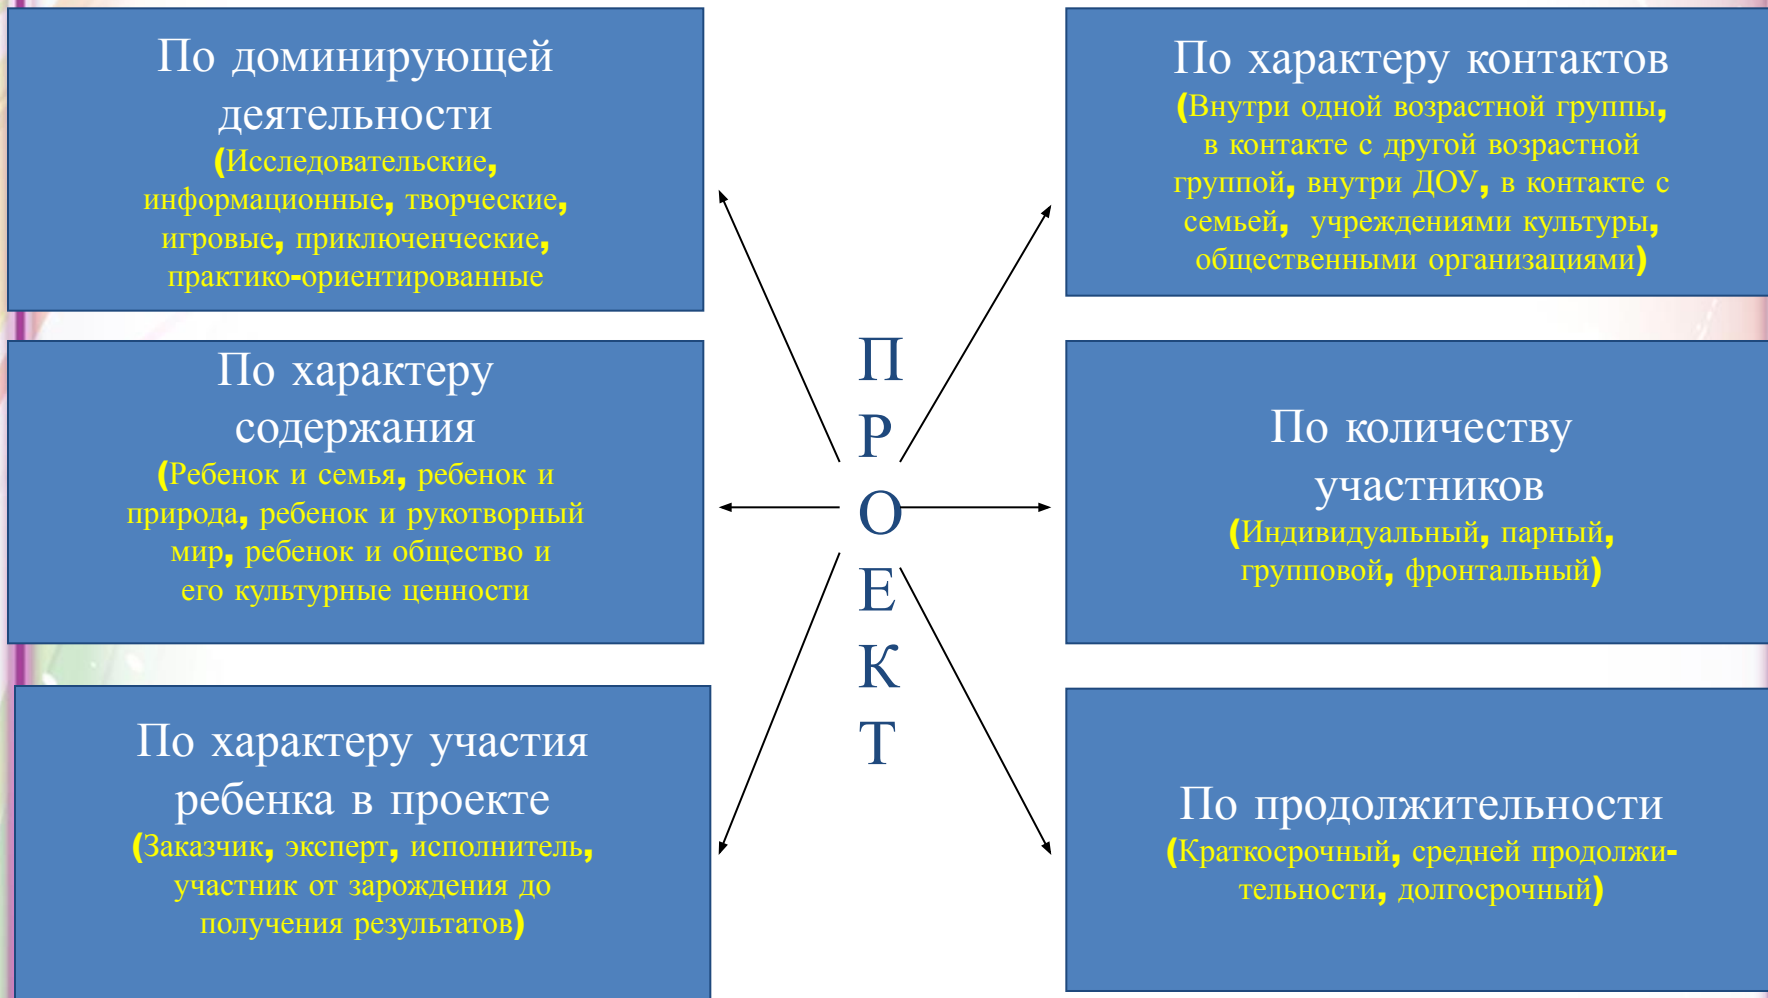 По доминирующей
деятельности
(Исследовательские,
информационные, творческие,
игровые, приключенческие,
практико-ориентированные
По характеру
содержания
(Ребенок и семья, ребенок и
природа, ребенок и рукотворный
мир, ребенок и общество и
его культурные ценности
По характеру участия
ребенка в проекте
(Заказчик, эксперт, исполнитель,
участник от зарождения до
получения результатов)
П
Р
О
Е
К
Т
По характеру контактов
(Внутри одной возрастной группы,
в контакте с другой возрастной
группой, внутри ДОУ, в контакте с
семьей, учреждениями культуры,
общественными организациями)
По количеству
участников
(Индивидуальный, парный,
групповой, фронтальный)
По продолжительности
(Краткосрочный, средней продолжи-
тельности, долгосрочный)